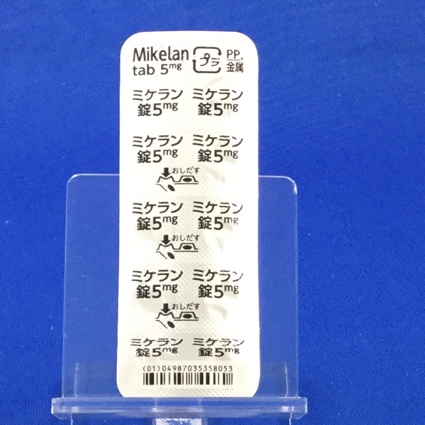 Mikelan
tab 5mg
プラ
PP,
金属
ミケラン ミケラン
錠5mg 錠5mg
ミケラン ミケラン
錠5mg 錠5mg
おしだす
ミケラン ミケラン
錠5mg 錠5mg
おしだす
ミケラン ミケラン
錠5mg 錠5mg
おしだす
ミケラン ミケラン
錠5mg 錠5mg
(01)04987035358053